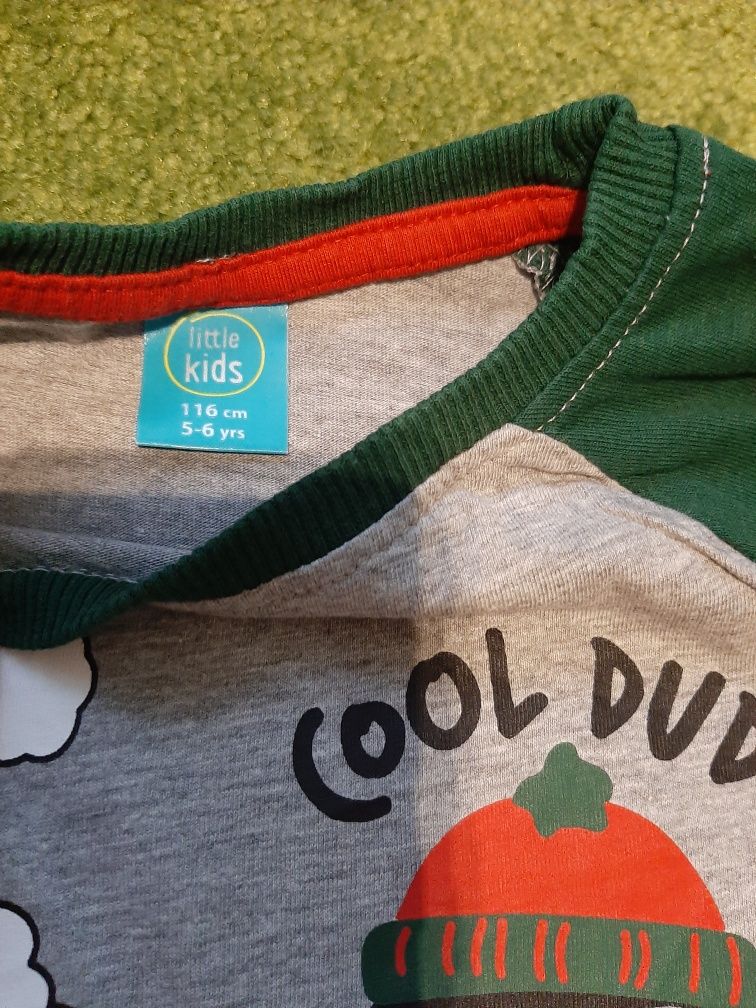 little
kids
116 cm
5-6 yrs
COOL DUD